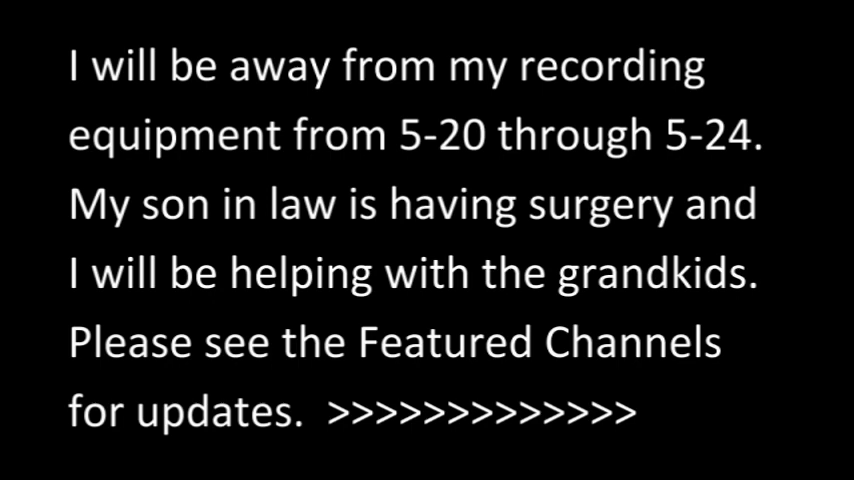 I will be away from my recording
equipment from 5-20 through 5-24.
My son in law is having surgery and
I will be helping with the grandkids.
Please see the Featured Channels
for updates.  >>>>>>>>>>>>>